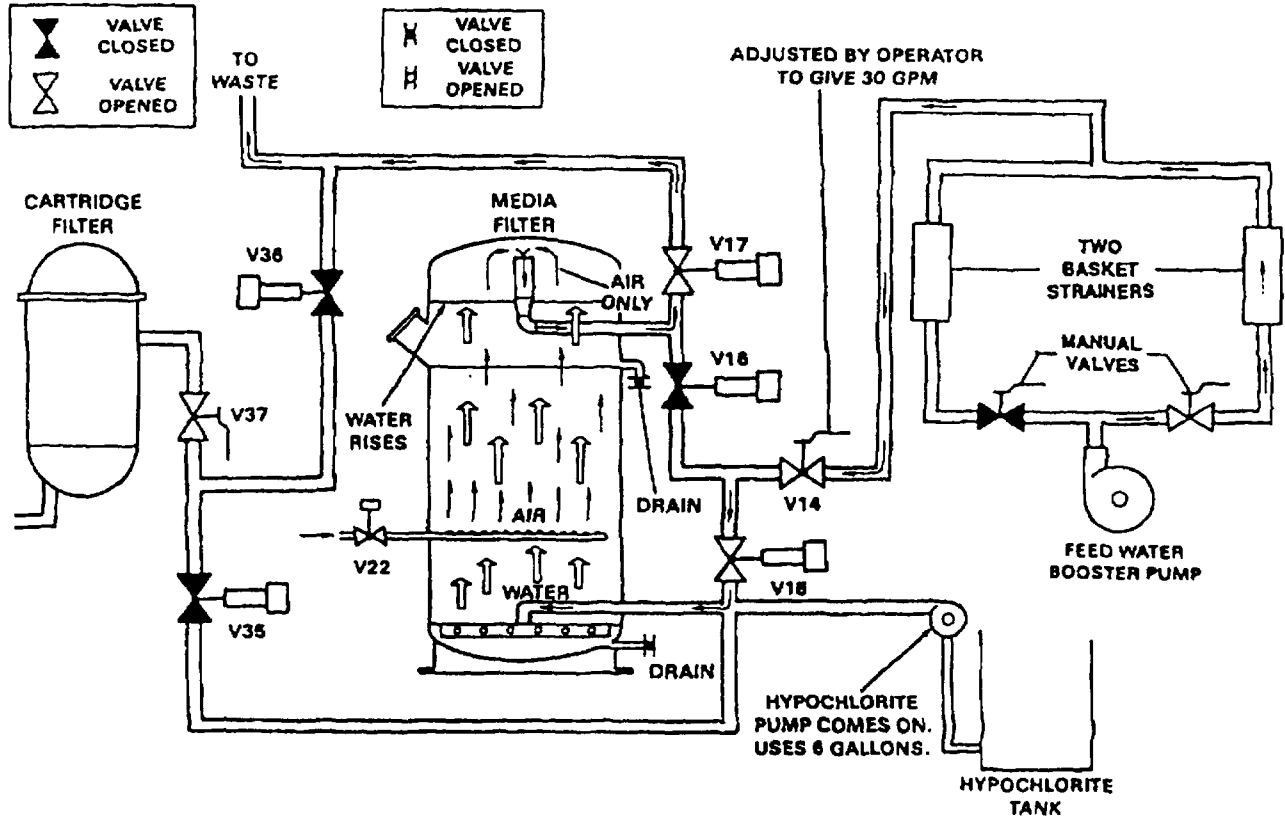 VALVE
CLOSED
VALVE
OPENED
VALVE
CLOSED
VALVE
OPENED
TO
WASTE
ADJUSTED BY OPERATOR
TO GIVE 30 GPM
CARTRIDGE
FILTER
MEDIA
FILTER
V36
V17
AIR
ONLY
TWO
BASKET
STRAINERS
V18
MANUAL
VALVES
V37
WATER
RISES
DRAIN
V14
AIR
V22
FEED WATER
BOOSTER PUMP
WATER
V16
V35
DRAIN
HYPOCHLORITE
PUMP COMES ON.
USES 6 GALLONS.
HYPOCHLORITE
TANK